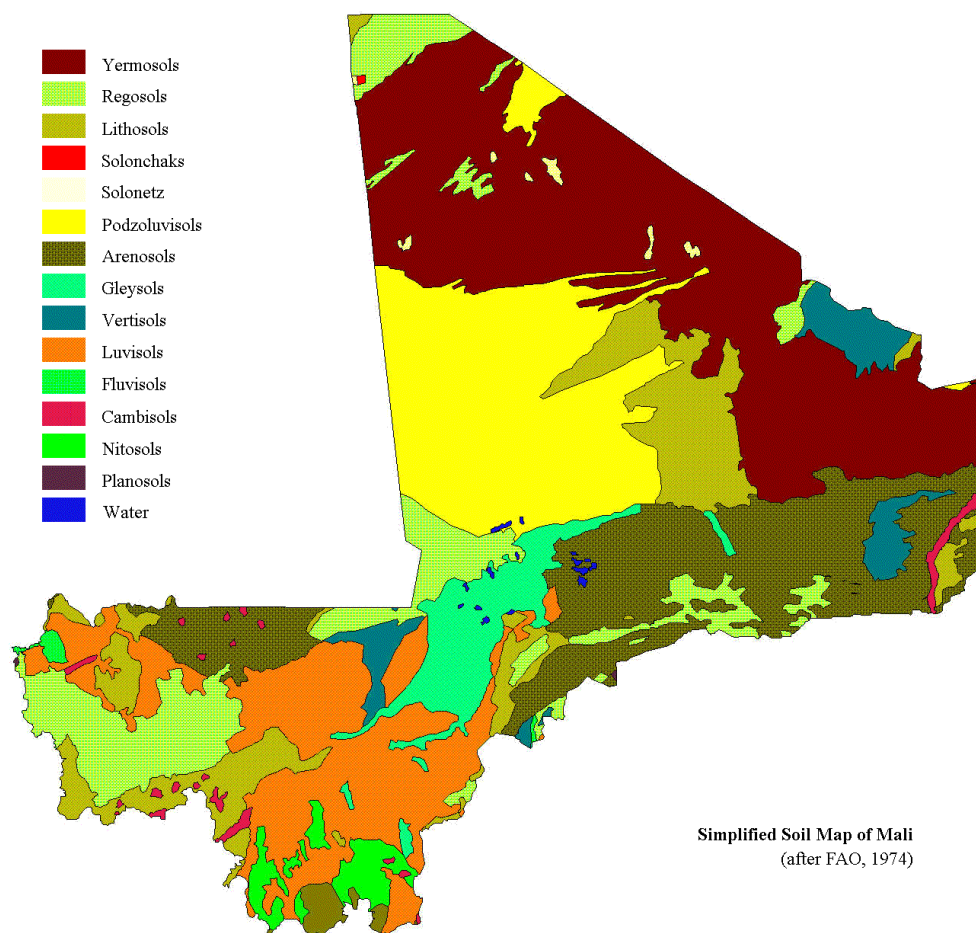 Yermosols
Regosols
Lithosols
Solonchaks
Solonetz
Podzoluvisols
Arenosols
Gleysols
Vertisols
Luvisols
Fluvisols
Cambisols
Nitosols
Planosols
Water
Simplified Soil Map of Mali
(after FAO, 1974)